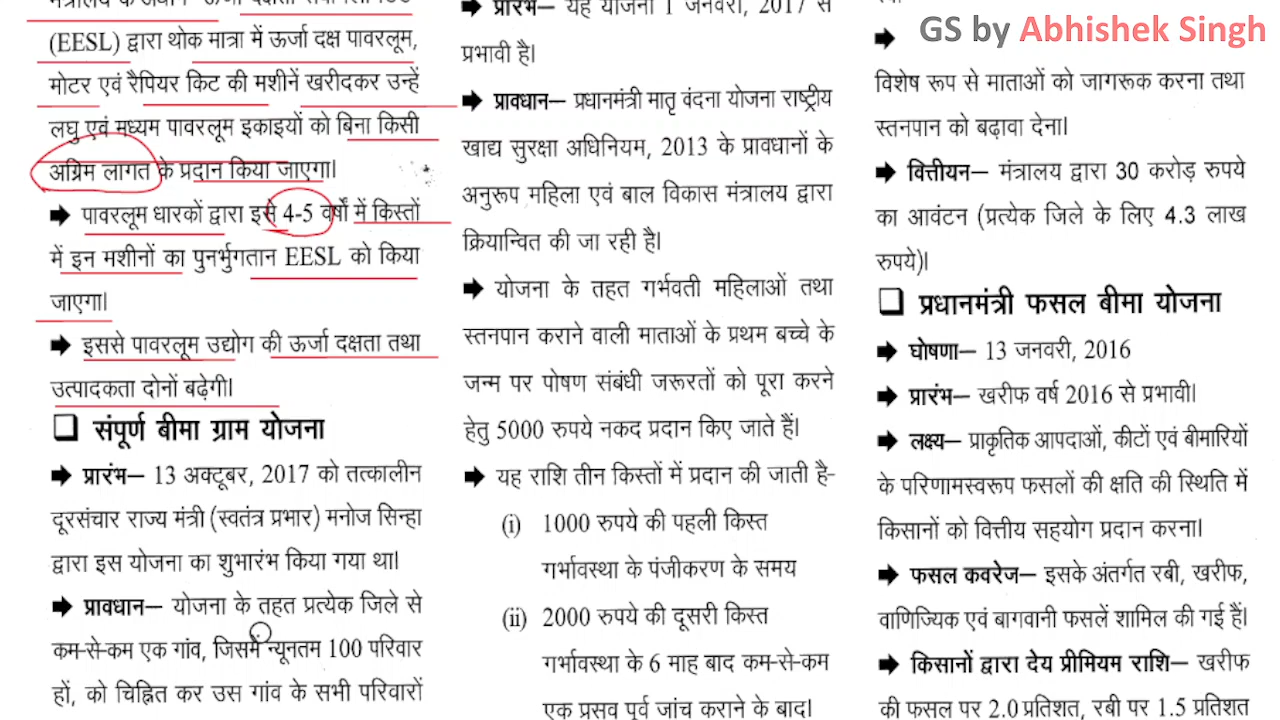 (EESL) द्वारा थोक मात्रा में ऊर्जा दक्ष पावरलूम,
मोटर एवं रैपियर किट की मशीनें खरीदकर उन्हें
लघु एवं मध्यम पावरलूम इकाइयों को बिना किसी
अग्रिम लागत के प्रदान किया जाएगा।
➡ पावरलूम धारकों द्वारा इसे 4-5 वर्षों में किस्तों
में इन मशीनों का पुनर्भुगतान EESL को किया
जाएगा।
➡ इससे पावरलूम उद्योग की ऊर्जा दक्षता तथा
उत्पादकता दोनों बढ़ेगी।
❑ संपूर्ण बीमा ग्राम योजना
➡ प्रारंभ– 13 अक्टूबर, 2017 को तत्कालीन
दूरसंचार राज्य मंत्री (स्वतंत्र प्रभार) मनोज सिन्हा
द्वारा इस योजना का शुभारंभ किया गया था।
➡ प्रावधान– योजना के तहत प्रत्येक जिले से
कम-से-कम एक गांव, जिसमें न्यूनतम 100 परिवार
हों, को चिह्नित कर उस गांव के सभी परिवारों
➡ प्रारंभ– यह योजना 1 जनवरी, 2017 से
प्रभावी है।
➡ प्रावधान– प्रधानमंत्री मातृ वंदना योजना राष्ट्रीय
खाद्य सुरक्षा अधिनियम, 2013 के प्रावधानों के
अनुरूप महिला एवं बाल विकास मंत्रालय द्वारा
क्रियान्वित की जा रही है।
➡ योजना के तहत गर्भवती महिलाओं तथा
स्तनपान कराने वाली माताओं के प्रथम बच्चे के
जन्म पर पोषण संबंधी जरूरतों को पूरा करने
हेतु 5000 रुपये नकद प्रदान किए जाते हैं।
➡ यह राशि तीन किस्तों में प्रदान की जाती है-
(i) 1000 रुपये की पहली किस्त
गर्भावस्था के पंजीकरण के समय
(ii) 2000 रुपये की दूसरी किस्त
गर्भावस्था के 6 माह बाद कम-से-कम
एक प्रसव पूर्व जांच कराने के बाद।
GS by Abhishek Singh
➡
विशेष रूप से माताओं को जागरूक करना तथा
स्तनपान को बढ़ावा देना।
➡ वित्तीयन– मंत्रालय द्वारा 30 करोड़ रुपये
का आवंटन (प्रत्येक जिले के लिए 4.3 लाख
रुपये)।
❑ प्रधानमंत्री फसल बीमा योजना
➡ घोषणा– 13 जनवरी, 2016
➡ प्रारंभ– खरीफ वर्ष 2016 से प्रभावी।
➡ लक्ष्य– प्राकृतिक आपदाओं, कीटों एवं बीमारियों
के परिणामस्वरूप फसलों की क्षति की स्थिति में
किसानों को वित्तीय सहयोग प्रदान करना।
➡ फसल कवरेज– इसके अंतर्गत रबी, खरीफ,
वाणिज्यिक एवं बागवानी फसलें शामिल की गई हैं।
➡ किसानों द्वारा देय प्रीमियम राशि– खरीफ
की फसल पर 2.0 प्रतिशत, रबी पर 1.5 प्रतिशत